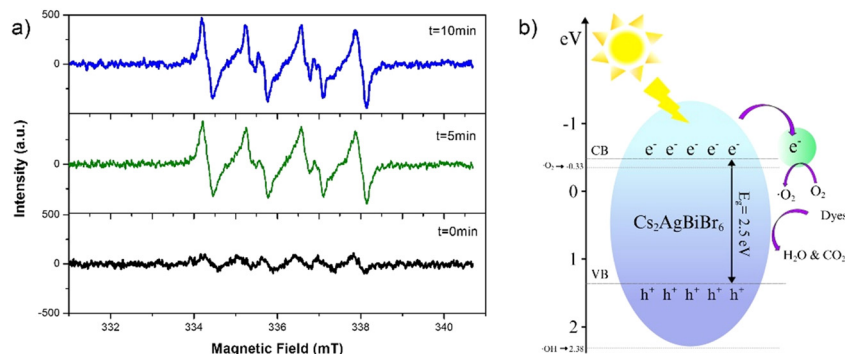 a)
500
0
t=10min
t=5min
500
0
-500
t=0min
332
334
336
338
340
Intensity (a.u.)
Magnetic Field (mT)
b)
eV
-1
0
1
2
CB
·O₂→-0.33
VB
·OH→2.38
e⁻ e⁻ e⁻ e⁻ e⁻
Cs₂AgBiBr₆
E_g = 2.5 eV
h⁺ h⁺ h⁺ h⁺ h⁺
e⁻
·O₂
O₂
Dyes
H₂O & CO₂